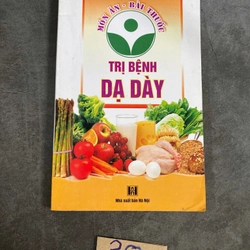 MÓN ĂN - BÀI THUỐC
TRỊ BỆNH
DẠ DÀY
Nhà xuất bản Hà Nội